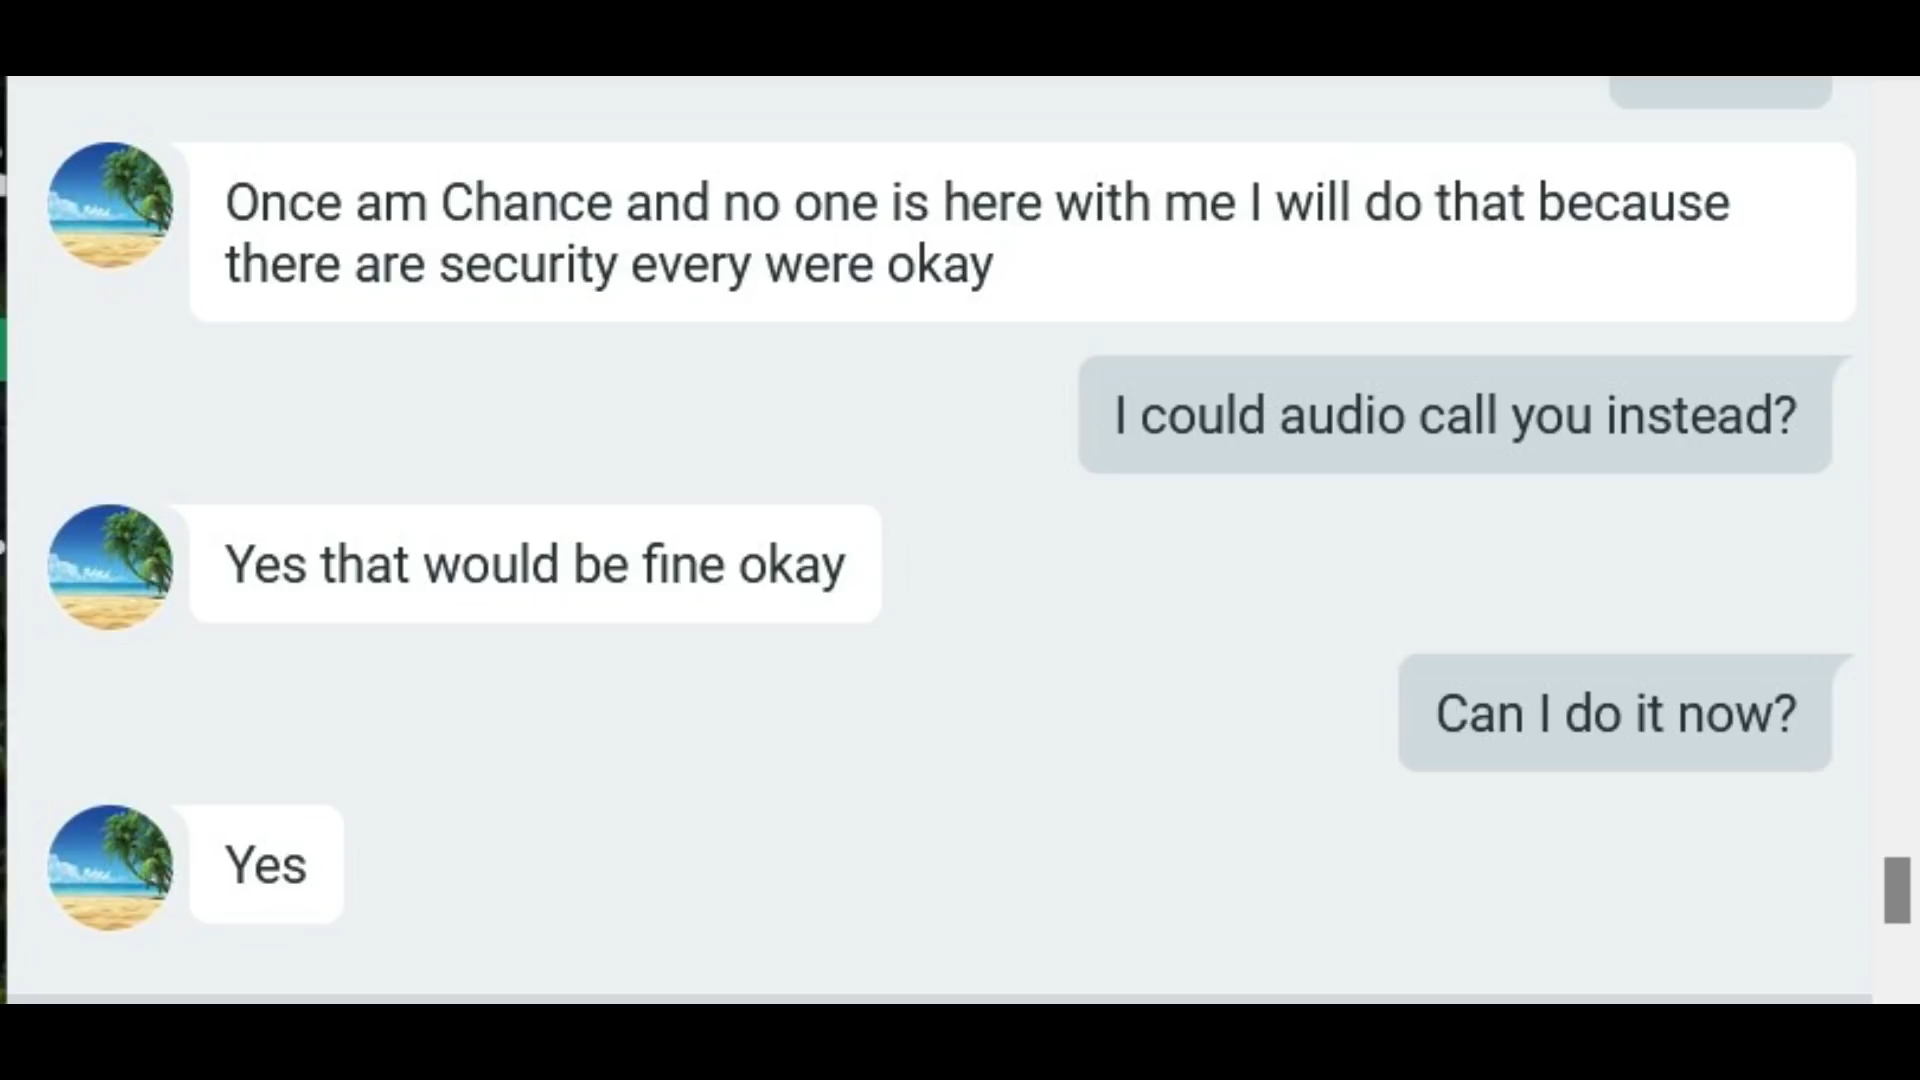 Once am Chance and no one is here with me I will do that because
there are security every were okay
I could audio call you instead?
Yes that would be fine okay
Can I do it now?
Yes